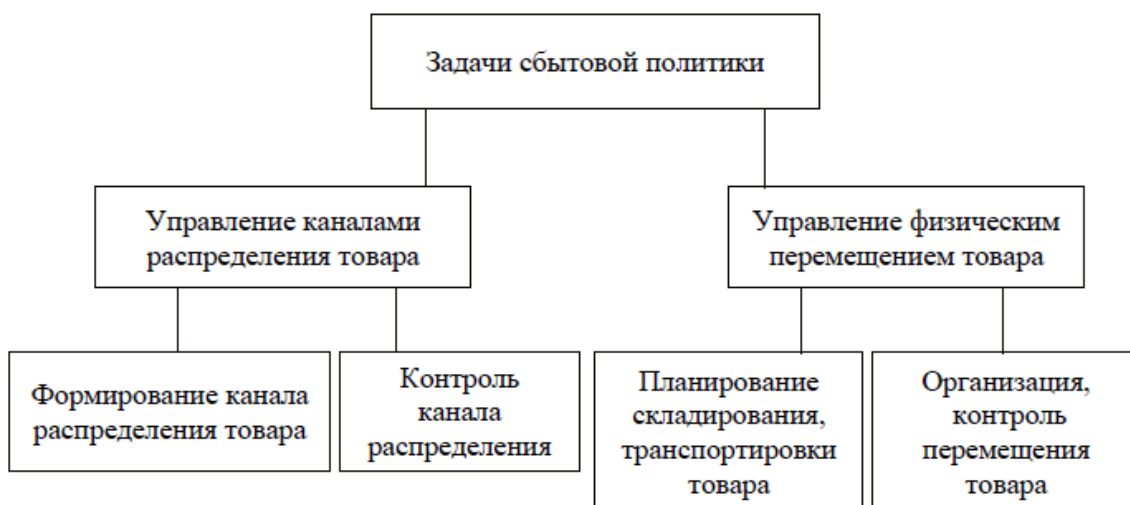 Задачи сбытовой политики
Управление каналами
распределения товара
Управление физическим
перемещением товара
Формирование канала
распределения товара
Контроль
канала
распределения
Планирование
складирования,
транспортировки
товара
Организация,
контроль
перемещения
товара